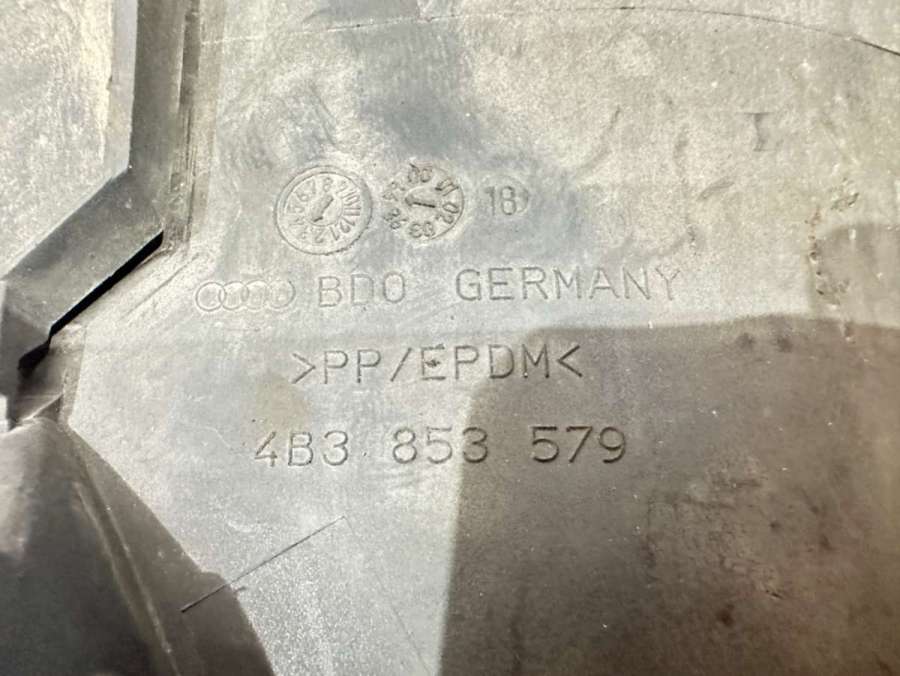 18
BDO GERMANY
>PP/EPDM<
4B3 853 579